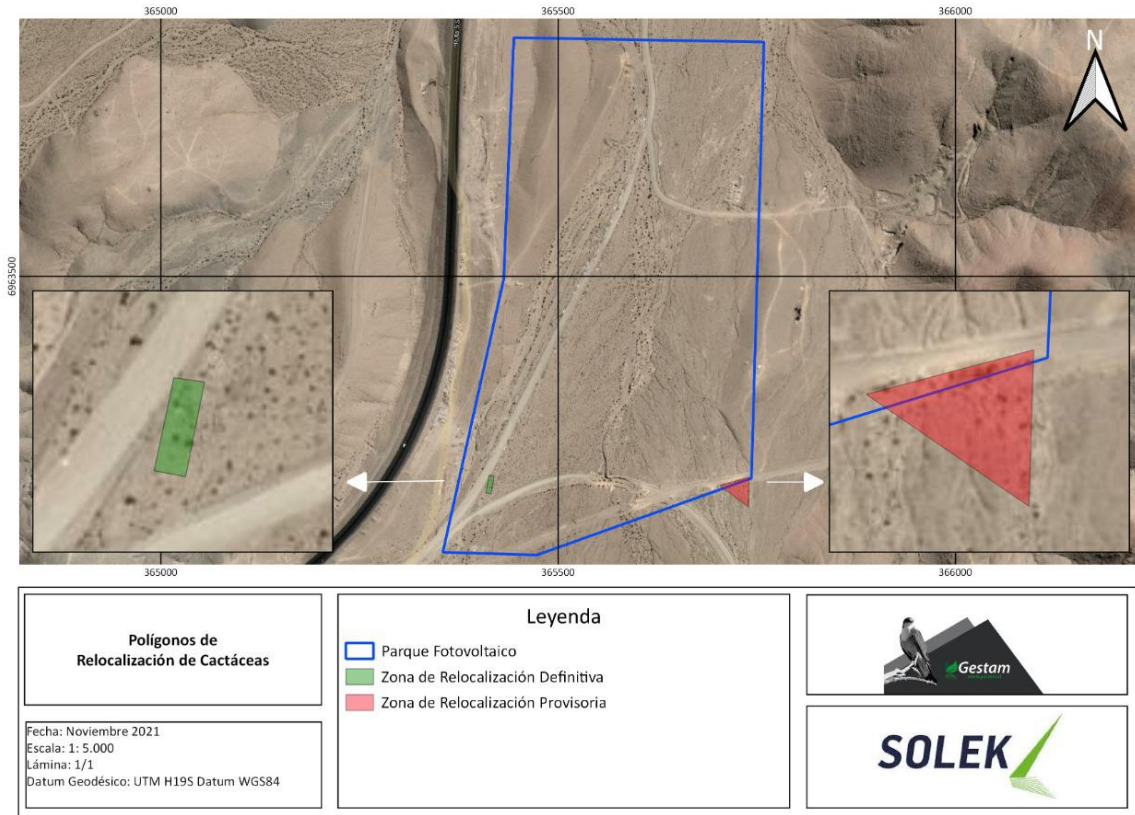 365000
365500
366000
N
6963500
365000
365500
366000
Polígonos de
Relocalización de Cactáceas
Fecha: Noviembre 2021
Escala: 1: 5.000
Lámina: 1/1
Datum Geodésico: UTM H19S Datum WGS84
Leyenda
Parque Fotovoltaico
Zona de Relocalización Definitiva
Zona de Relocalización Provisoria
Gestam
SOLEK